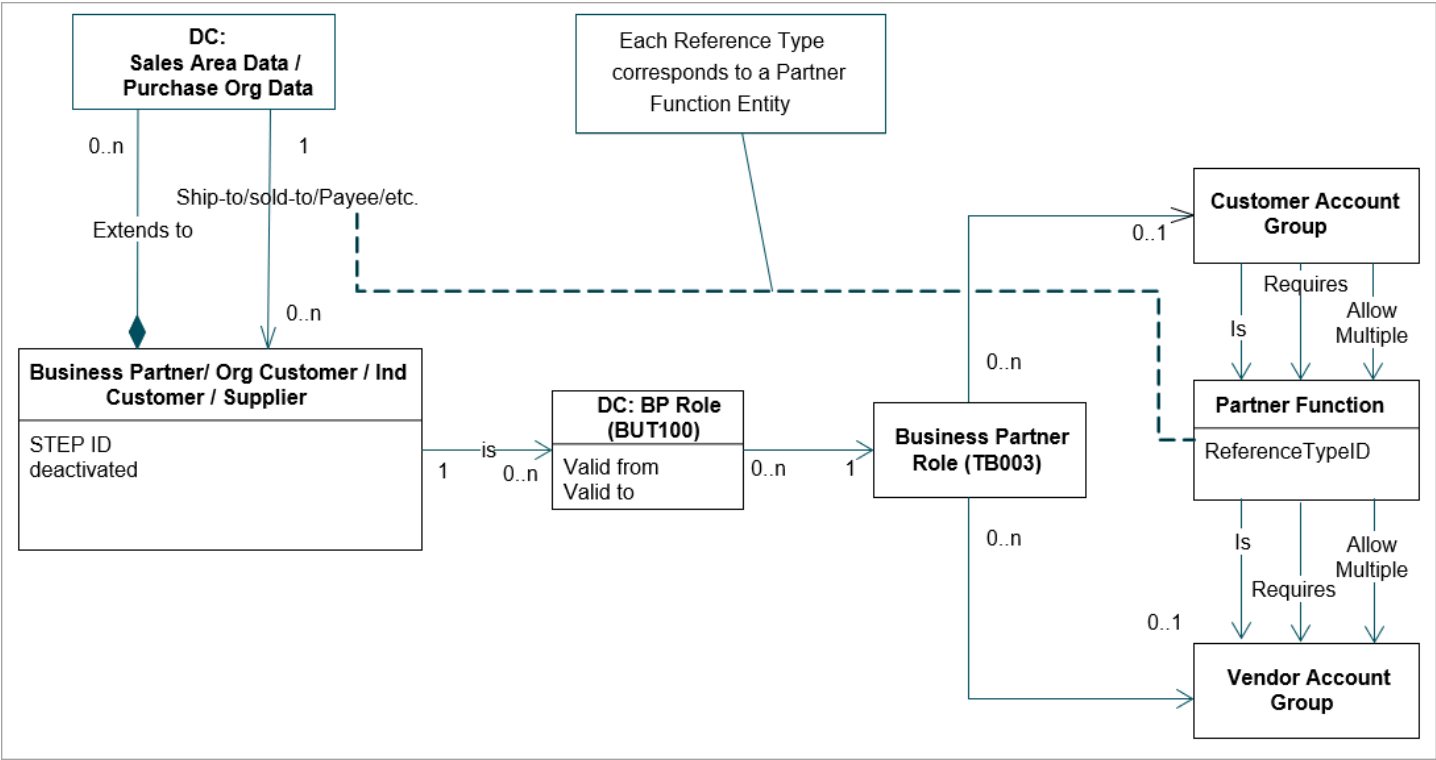 DC:
Sales Area Data /
Purchase Org Data
Each Reference Type
corresponds to a Partner
Function Entity
0..n
1
Ship-to/sold-to/Payee/etc.
Extends to
0..n
Business Partner/ Org Customer / Ind
Customer / Supplier
STEP ID
deactivated
1
is
0..n
DC: BP Role
(BUT100)
Valid from
Valid to
0..n
1
Business Partner
Role (TB003)
0..n
0..1
0..n
0..1
Customer Account
Group
Is
Requires
Allow
Multiple
Partner Function
ReferenceTypeID
Is
Requires
Allow
Multiple
Vendor Account
Group